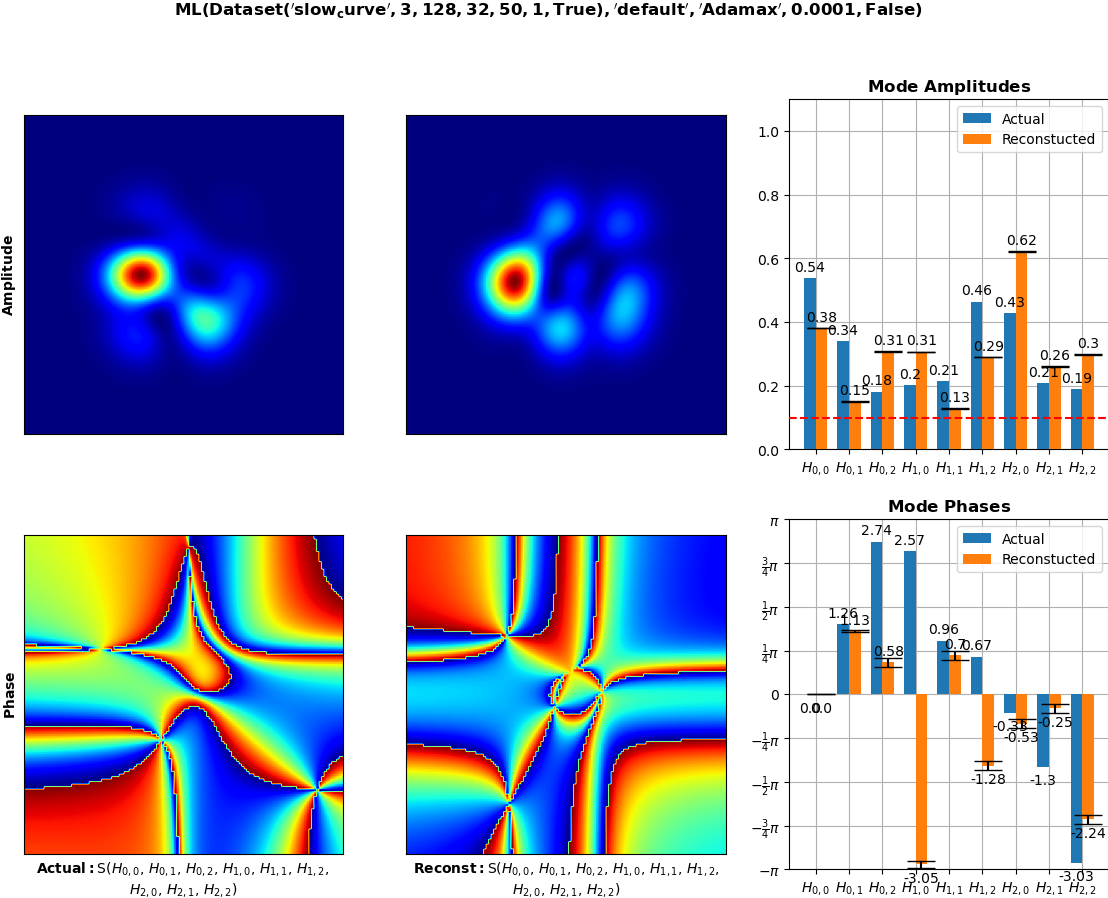 ML(Dataset('slow_curve', 3, 128, 32, 50, 1, True), 'default', 'Adamax', 0.0001, False)
Amplitude
Mode Amplitudes
Actual
Reconstucted
1.0
0.8
0.6
0.4
0.2
0.0
0.54
0.38
0.34
0.15
0.18
0.31
0.2
0.31
0.21
0.13
0.46
0.29
0.43
0.62
0.21
0.26
0.19
0.3
H0,0 H0,1 H0,2 H1,0 H1,1 H1,2 H2,0 H2,1 H2,2
Phase
Actual: S(H0,0, H0,1, H0,2, H1,0, H1,1, H1,2,
H2,0, H2,1, H2,2)
Reconst: S(H0,0, H0,1, H0,2, H1,0, H1,1, H1,2,
H2,0, H2,1, H2,2)
Mode Phases
Actual
Reconstucted
π
3/4π
1/2π
1/4π
0
−1/4π
−1/2π
−3/4π
−π
0.0
0.0
1.26
1.13
2.74
0.58
2.57
-3.05
0.96
0.7
0.67
-1.28
-0.33
-0.53
-1.3
-0.25
-3.03
-2.24
H0,0 H0,1 H0,2 H1,0 H1,1 H1,2 H2,0 H2,1 H2,2